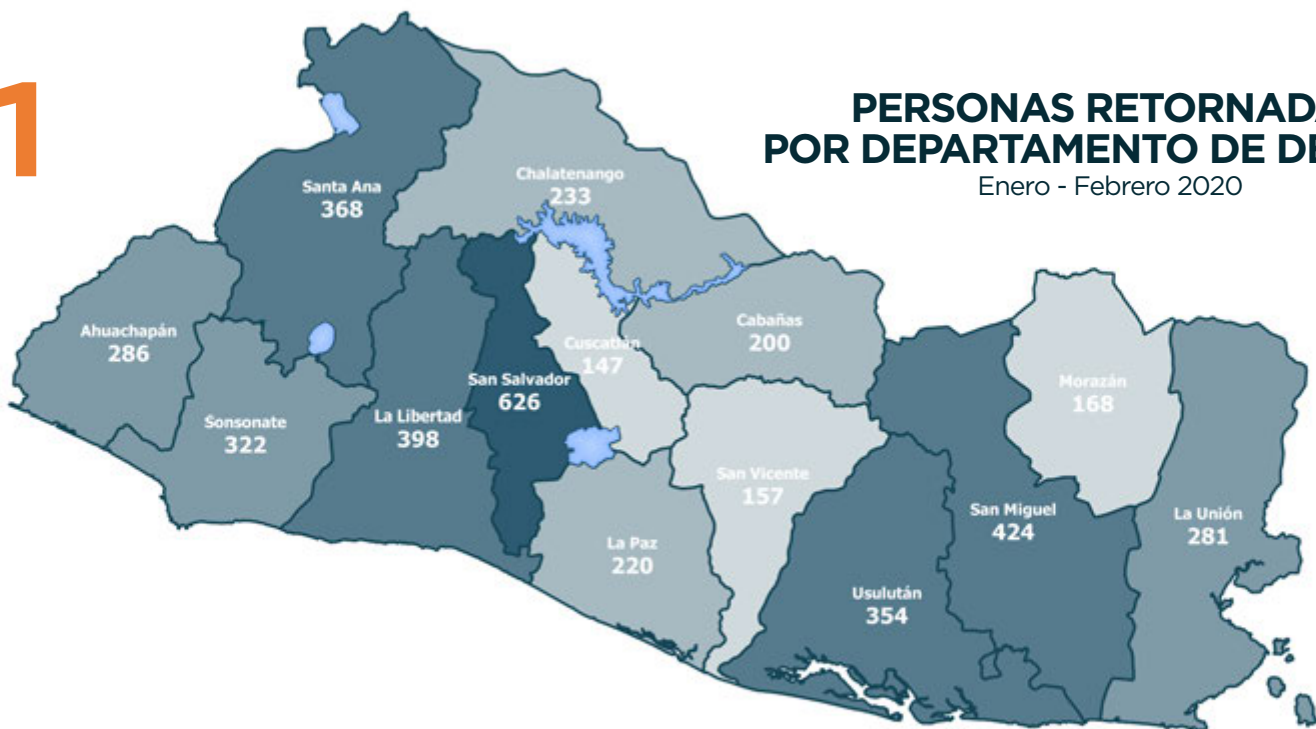 1
PERSONAS RETORNADA
POR DEPARTAMENTO DE DE
Enero - Febrero 2020
Chalatenango
233
Santa Ana
368
Ahuachapán
286
Sonsonate
322
La Libertad
398
San Salvador
626
Cuscatlán
147
Cabañas
200
San Vicente
157
La Paz
220
Usulután
354
San Miguel
424
Morazán
168
La Unión
281